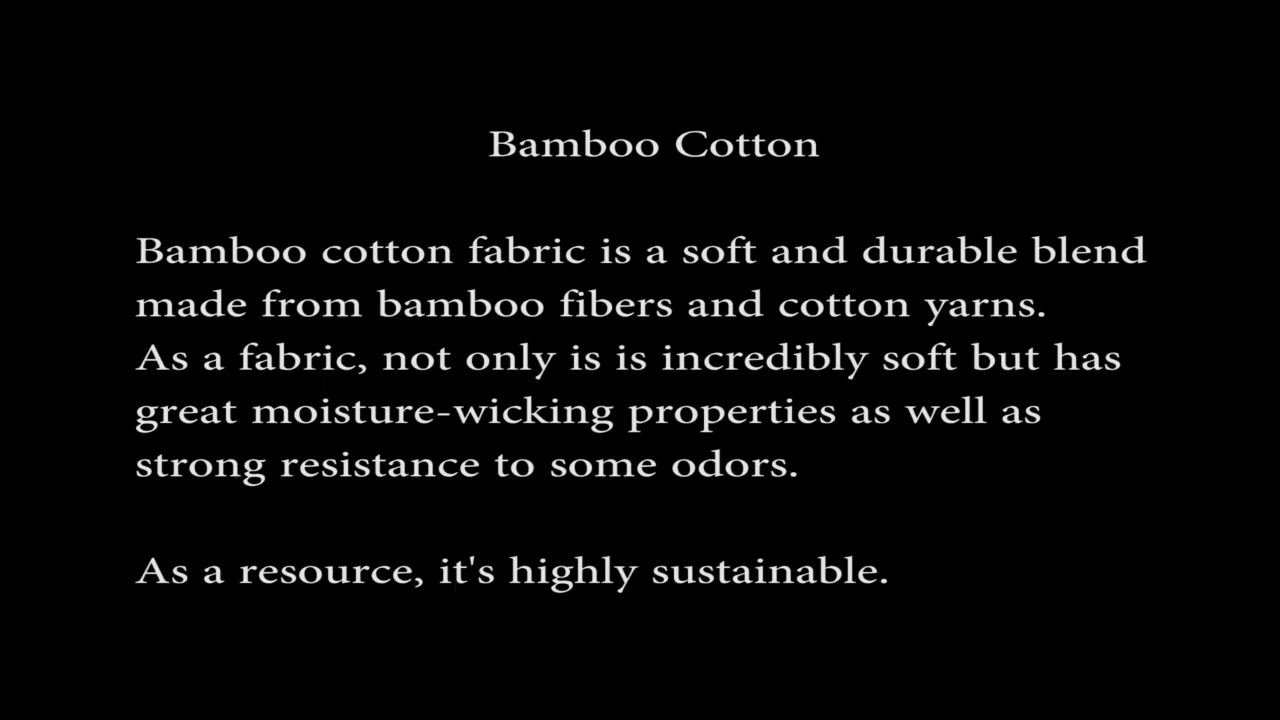 Bamboo Cotton
Bamboo cotton fabric is a soft and durable blend
made from bamboo fibers and cotton yarns.
As a fabric, not only is is incredibly soft but has
great moisture-wicking properties as well as
strong resistance to some odors.
As a resource, it's highly sustainable.